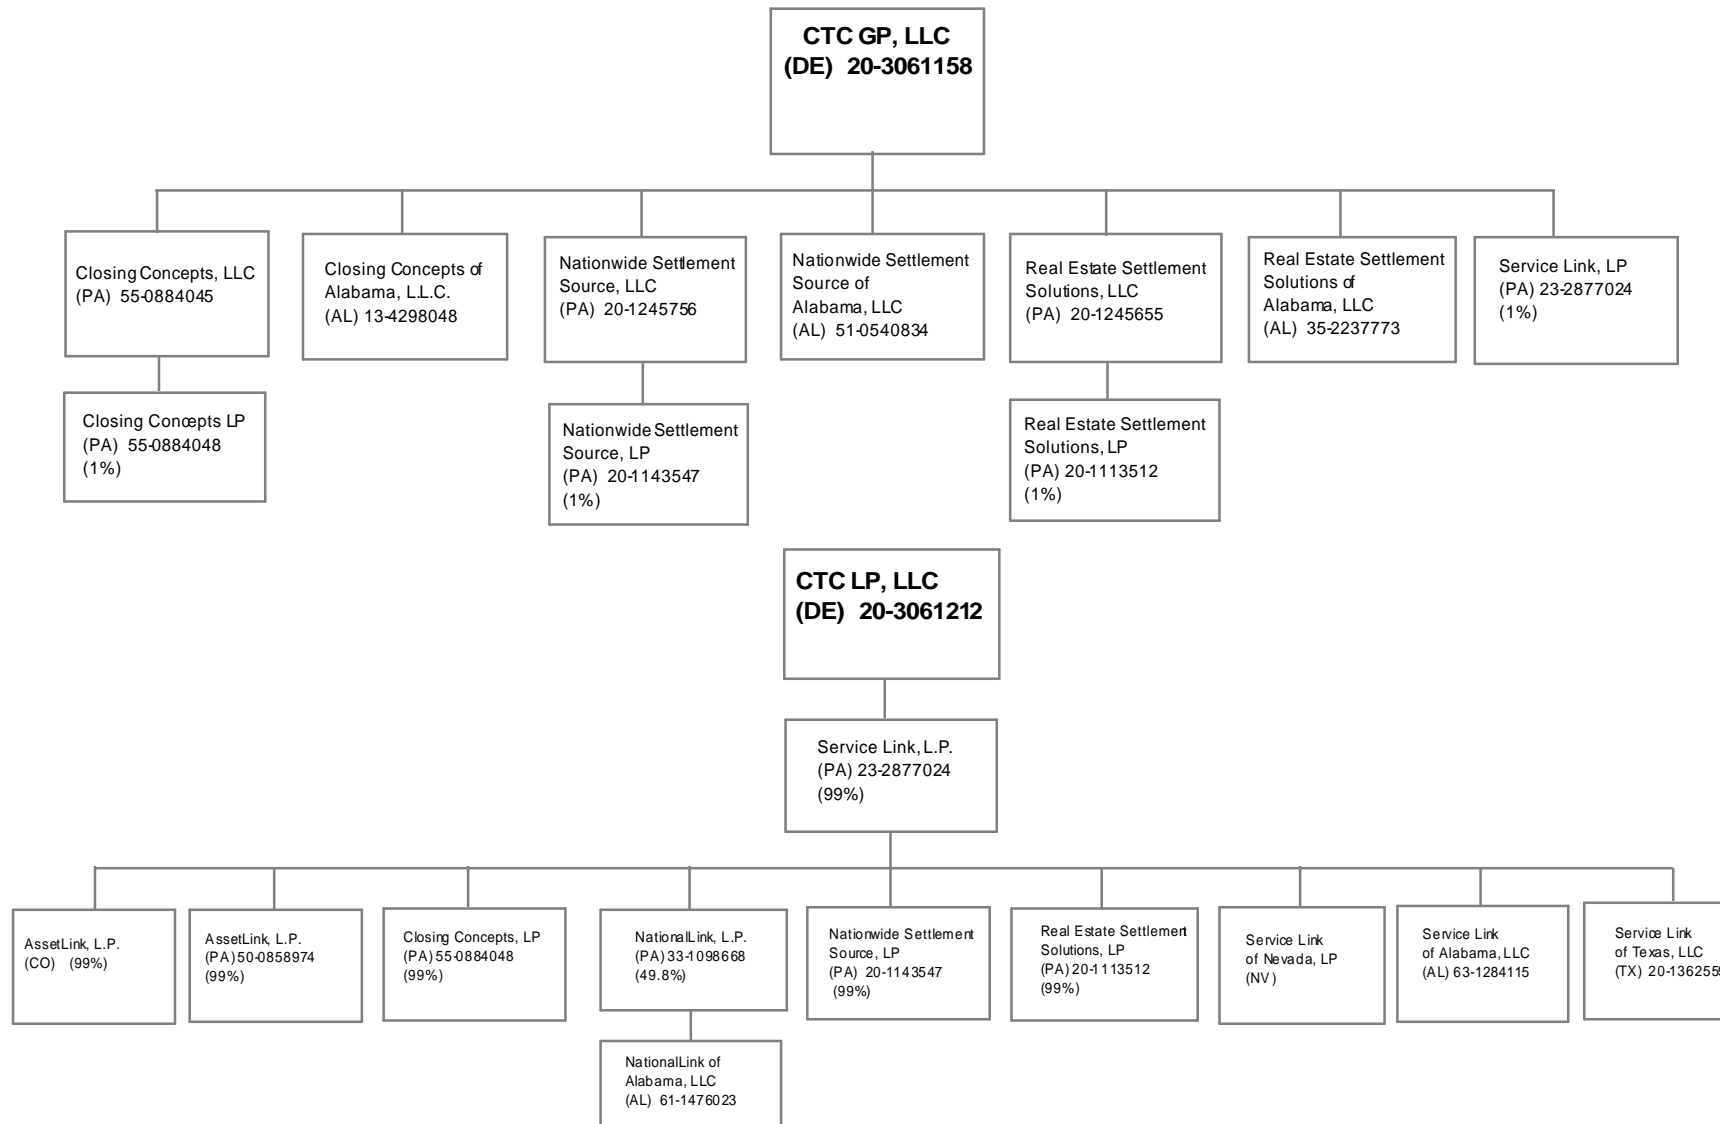 CTC GP, LLC
(DE) 20-3061158
Closing Concepts, LLC
(PA) 55-0884045
Closing Concepts of
Alabama, L.L.C.
(AL) 13-4298048
Nationwide Settlement
Source, LLC
(PA) 20-1245756
Nationwide Settlement
Source of
Alabama, LLC
(AL) 51-0540834
Real Estate Settlement
Solutions, LLC
(PA) 20-1245655
Real Estate Settlement
Solutions of
Alabama, LLC
(AL) 35-2237773
Service Link, LP
(PA) 23-2877024
(1%)
Closing Concepts LP
(PA) 55-0884048
(1%)
Nationwide Settlement
Source, LP
(PA) 20-1143547
(1%)
Real Estate Settlement
Solutions, LP
(PA) 20-1113512
(1%)
CTC LP, LLC
(DE) 20-3061212
Service Link, L.P.
(PA) 23-2877024
(99%)
AssetLink, L.P.
(CO) (99%)
AssetLink, L.P.
(PA) 50-0858974
(99%)
Closing Concepts, LP
(PA) 55-0884048
(99%)
NationalLink, L.P.
(PA) 33-1098668
(49.8%)
Nationwide Settlement
Source, LP
(PA) 20-1143547
(99%)
Real Estate Settlement
Solutions, LP
(PA) 20-1113512
(99%)
Service Link
of Nevada, LP
(NV)
Service Link
of Alabama, LLC
(AL) 63-1284115
Service Link
of Texas, LLC
(TX) 20-1362555
NationalLink of
Alabama, LLC
(AL) 61-1476023